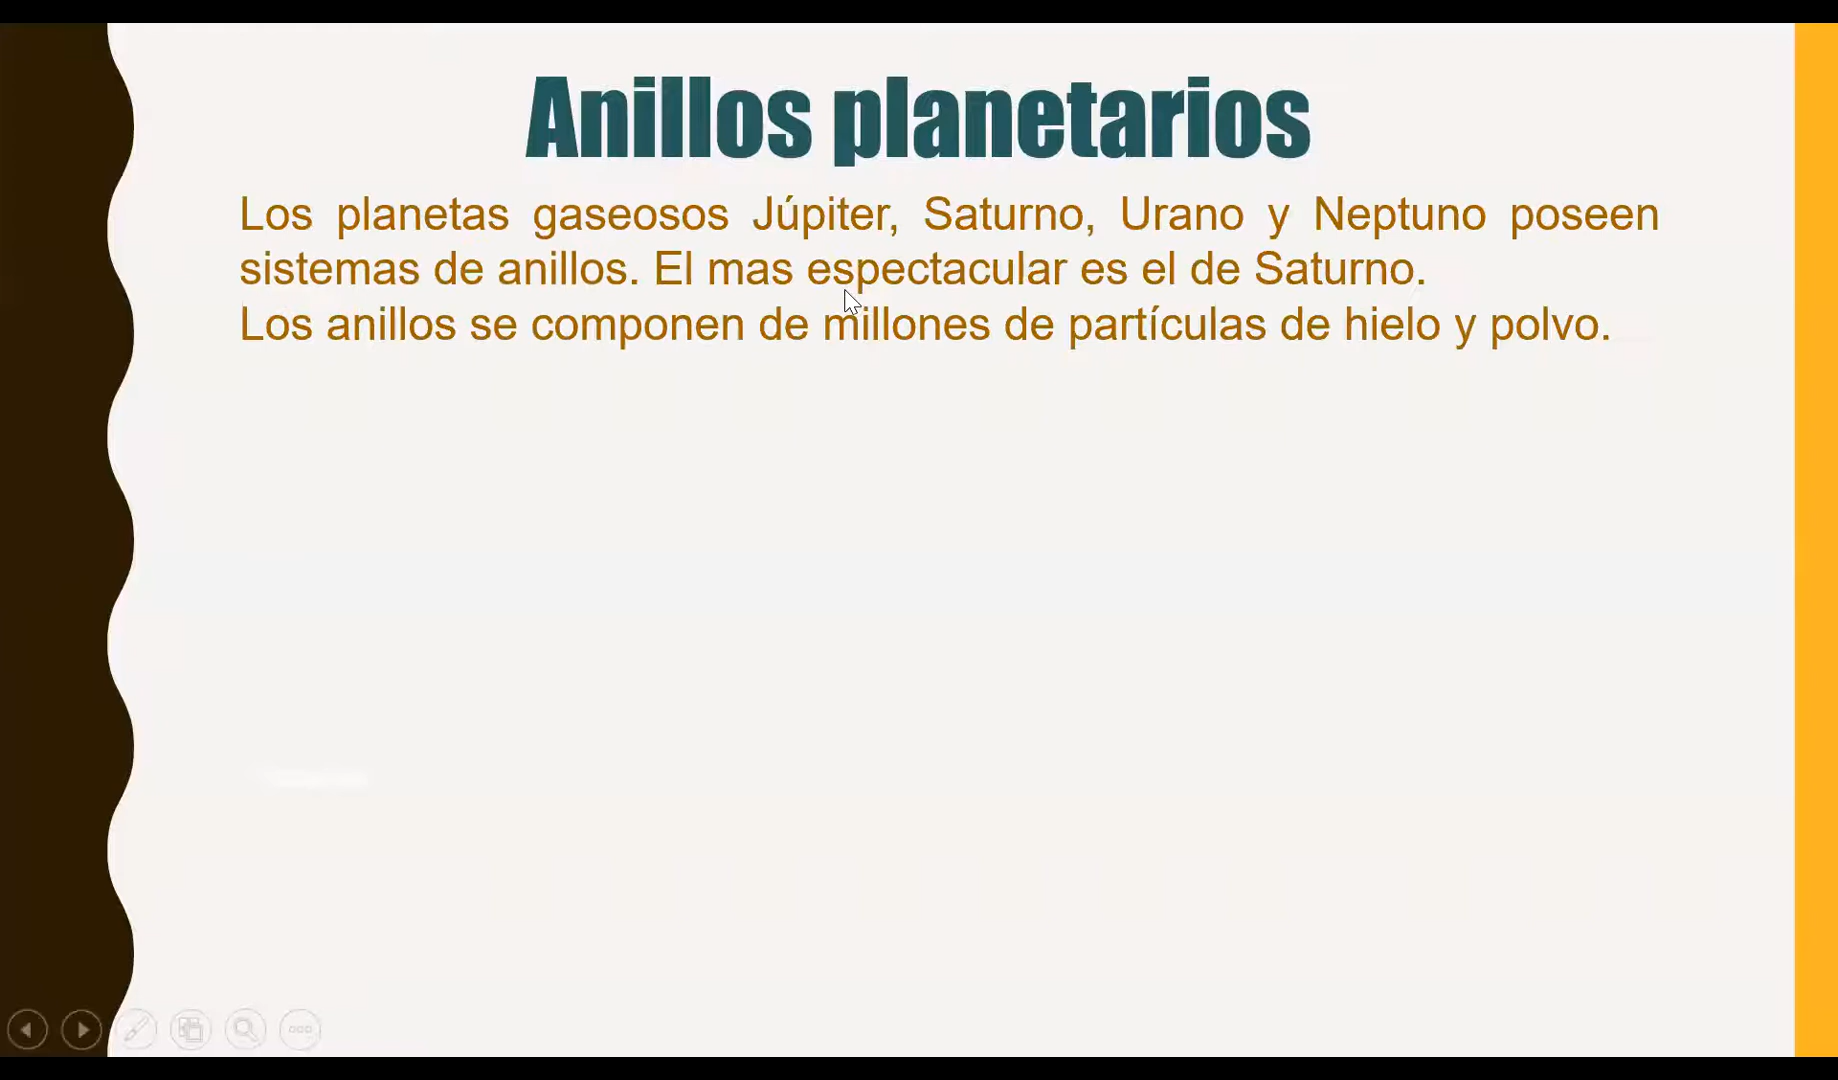 Anillos planetarios
Los planetas gaseosos Júpiter, Saturno, Urano y Neptuno poseen
sistemas de anillos. El mas espectacular es el de Saturno.
Los anillos se componen de millones de partículas de hielo y polvo.